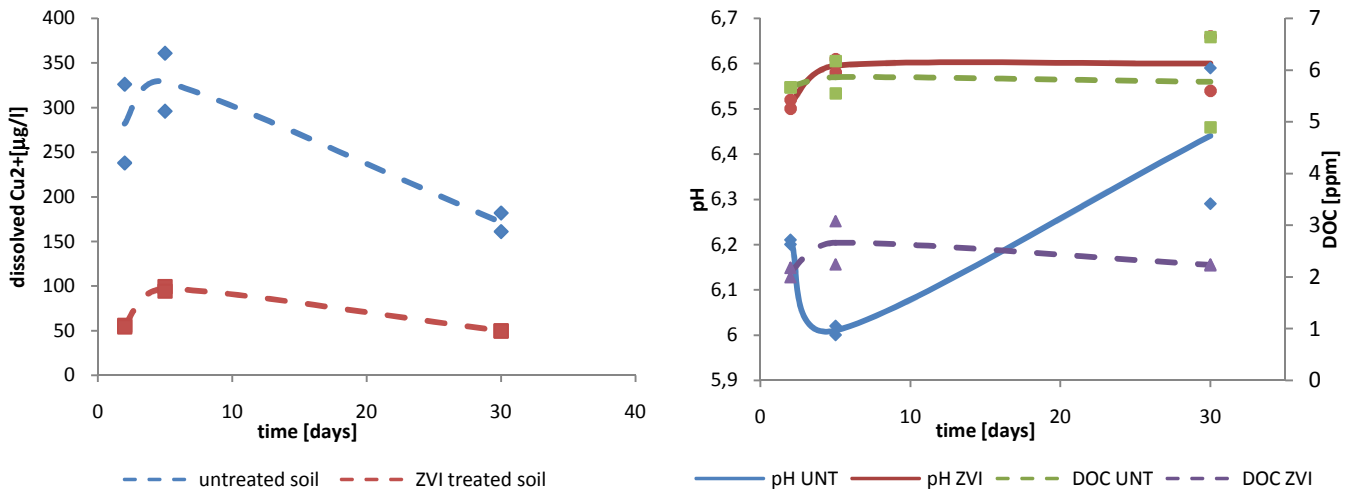 400
350
300
250
200
150
100
50
0
dissolved Cu2+[µg/l]
0 10 20 30 40
time [days]
untreated soil ZVI treated soil
6,7
6,6
6,5
6,4
6,3
6,2
6,1
6
5,9
pH
7
6
5
4
3
2
1
0
DOC [ppm]
0 10 20 30
time [days]
pH UNT pH ZVI DOC UNT DOC ZVI